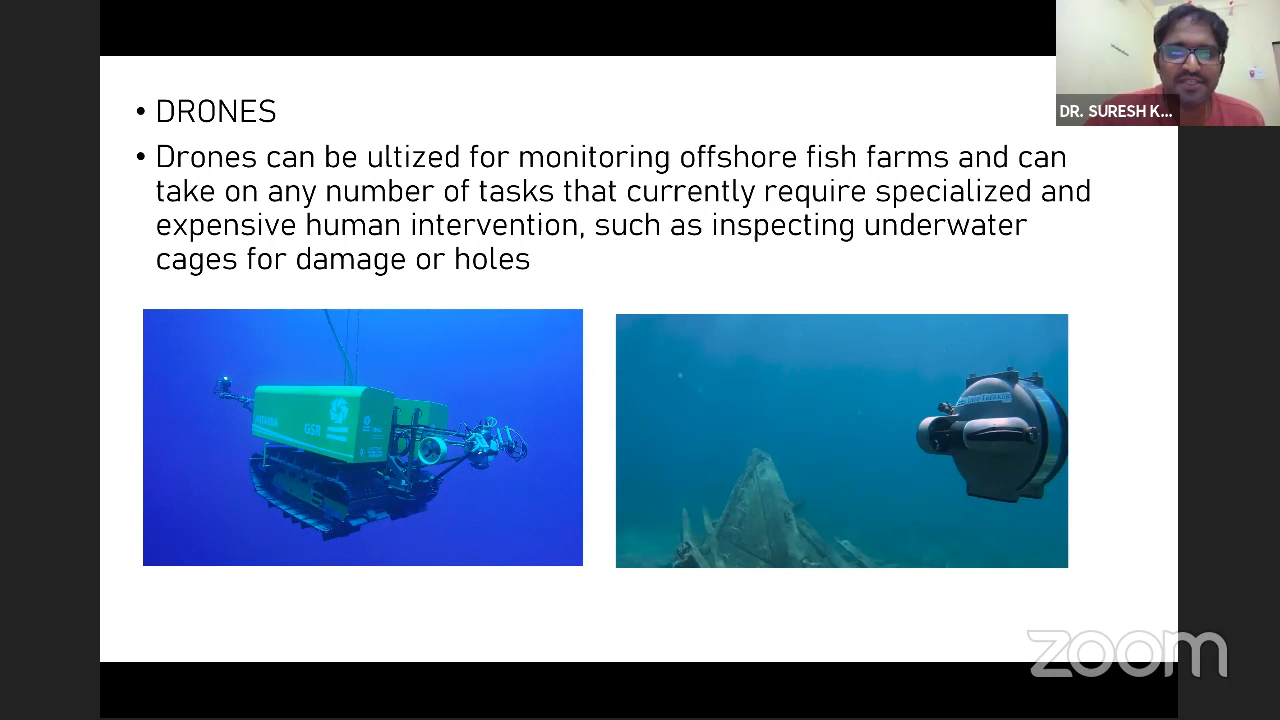 • DRONES
• Drones can be ultized for monitoring offshore fish farms and can
take on any number of tasks that currently require specialized and
expensive human intervention, such as inspecting underwater
cages for damage or holes
DR. SURESH K...
GSR
zoom